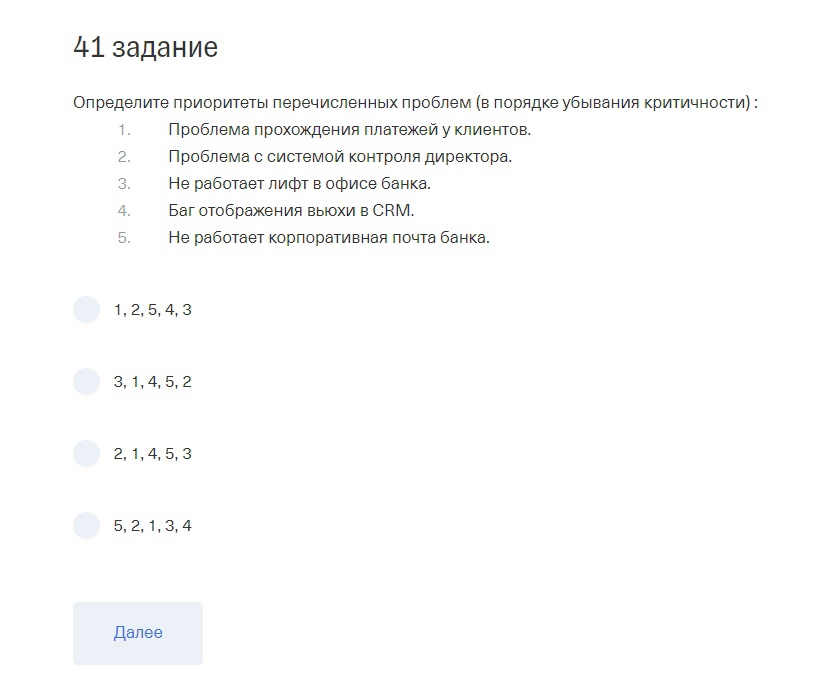 41 задание
Определите приоритеты перечисленных проблем (в порядке убывания критичности) :
1. Проблема прохождения платежей у клиентов.
2. Проблема с системой контроля директора.
3. Не работает лифт в офисе банка.
4. Баг отображения вьюхи в CRM.
5. Не работает корпоративная почта банка.
1, 2, 5, 4, 3
3, 1, 4, 5, 2
2, 1, 4, 5, 3
5, 2, 1, 3, 4
Далее